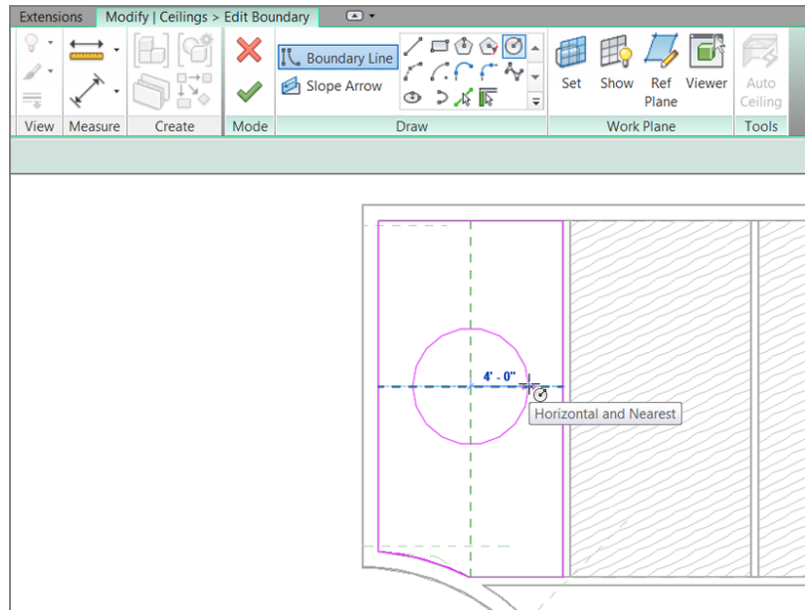 Extensions
Modify | Ceilings > Edit Boundary
Boundary Line
Slope Arrow
Set
Show
Ref
Plane
Viewer
Auto
Ceiling
View
Measure
Create
Mode
Draw
Work Plane
Tools
4' - 0"
Horizontal and Nearest